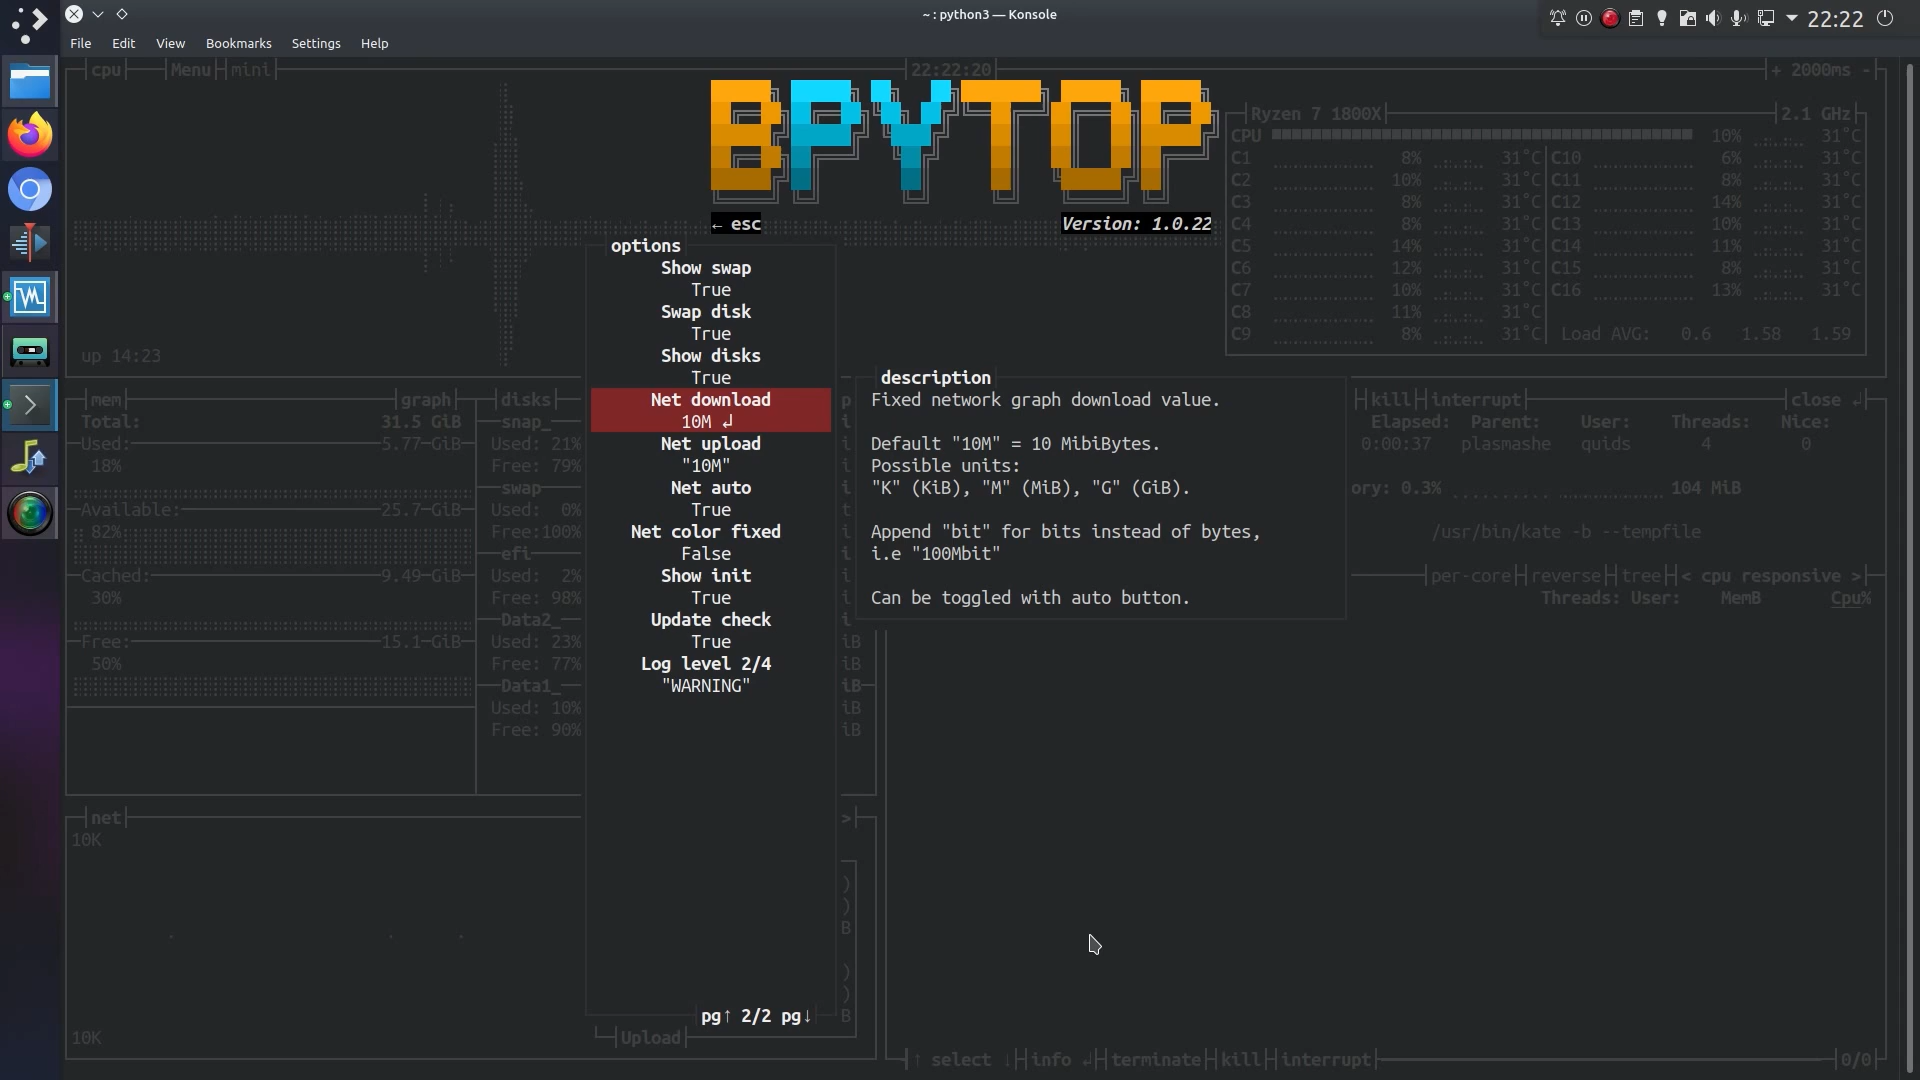 ~ : python3 — Konsole
22:22
File Edit View Bookmarks Settings Help
cpu Menu mini 22:22:20 + 2000ms -
BPYTOP
← esc Version: 1.0.22
Ryzen 7 1800X 2.1 GHz
CPU 10% 31°C
C1 8% 31°C C10 6% 31°C
C2 10% 31°C C11 8% 31°C
C3 8% 31°C C12 14% 31°C
C4 8% 31°C C13 10% 31°C
C5 14% 31°C C14 11% 31°C
C6 12% 31°C C15 8% 31°C
C7 10% 31°C C16 13% 31°C
C8 11% 31°C
C9 8% 31°C Load AVG: 0.6 1.58 1.59
up 14:23
options
Show swap
True
Swap disk
True
Show disks
True
Net download
10M ↲
Net upload
"10M"
Net auto
True
Net color fixed
False
Show init
True
Update check
True
Log level 2/4
"WARNING"
pg↑ 2/2 pg↓
description
Fixed network graph download value.
Default "10M" = 10 MibiBytes.
Possible units:
"K" (KiB), "M" (MiB), "G" (GiB).
Append "bit" for bits instead of bytes,
i.e "100Mbit"
Can be toggled with auto button.
mem graph
Total: 31.5 GiB
Used: 5.77 GiB
18%
Available: 25.7 GiB
82%
Cached: 9.49 GiB
30%
Free: 15.1 GiB
50%
disks
snap_
Used: 21%
Free: 79%
swap
Used: 0%
Free:100%
efi
Used: 2%
Free: 98%
Data2_
Used: 23%
Free: 77%
Data1_
Used: 10%
Free: 90%
iB
iB
iB
iB
iB
kill interrupt close ↲
Elapsed: Parent: User: Threads: Nice:
0:00:37 plasmashe quids 4 0
ory: 0.3% 104 MiB
/usr/bin/kate -b --tempfile
per-core reverse tree < cpu responsive >
Threads: User: MemB Cpu%
net >
10K
10K
Upload
↑ select ↓ info ↲ terminate kill interrupt 0/0